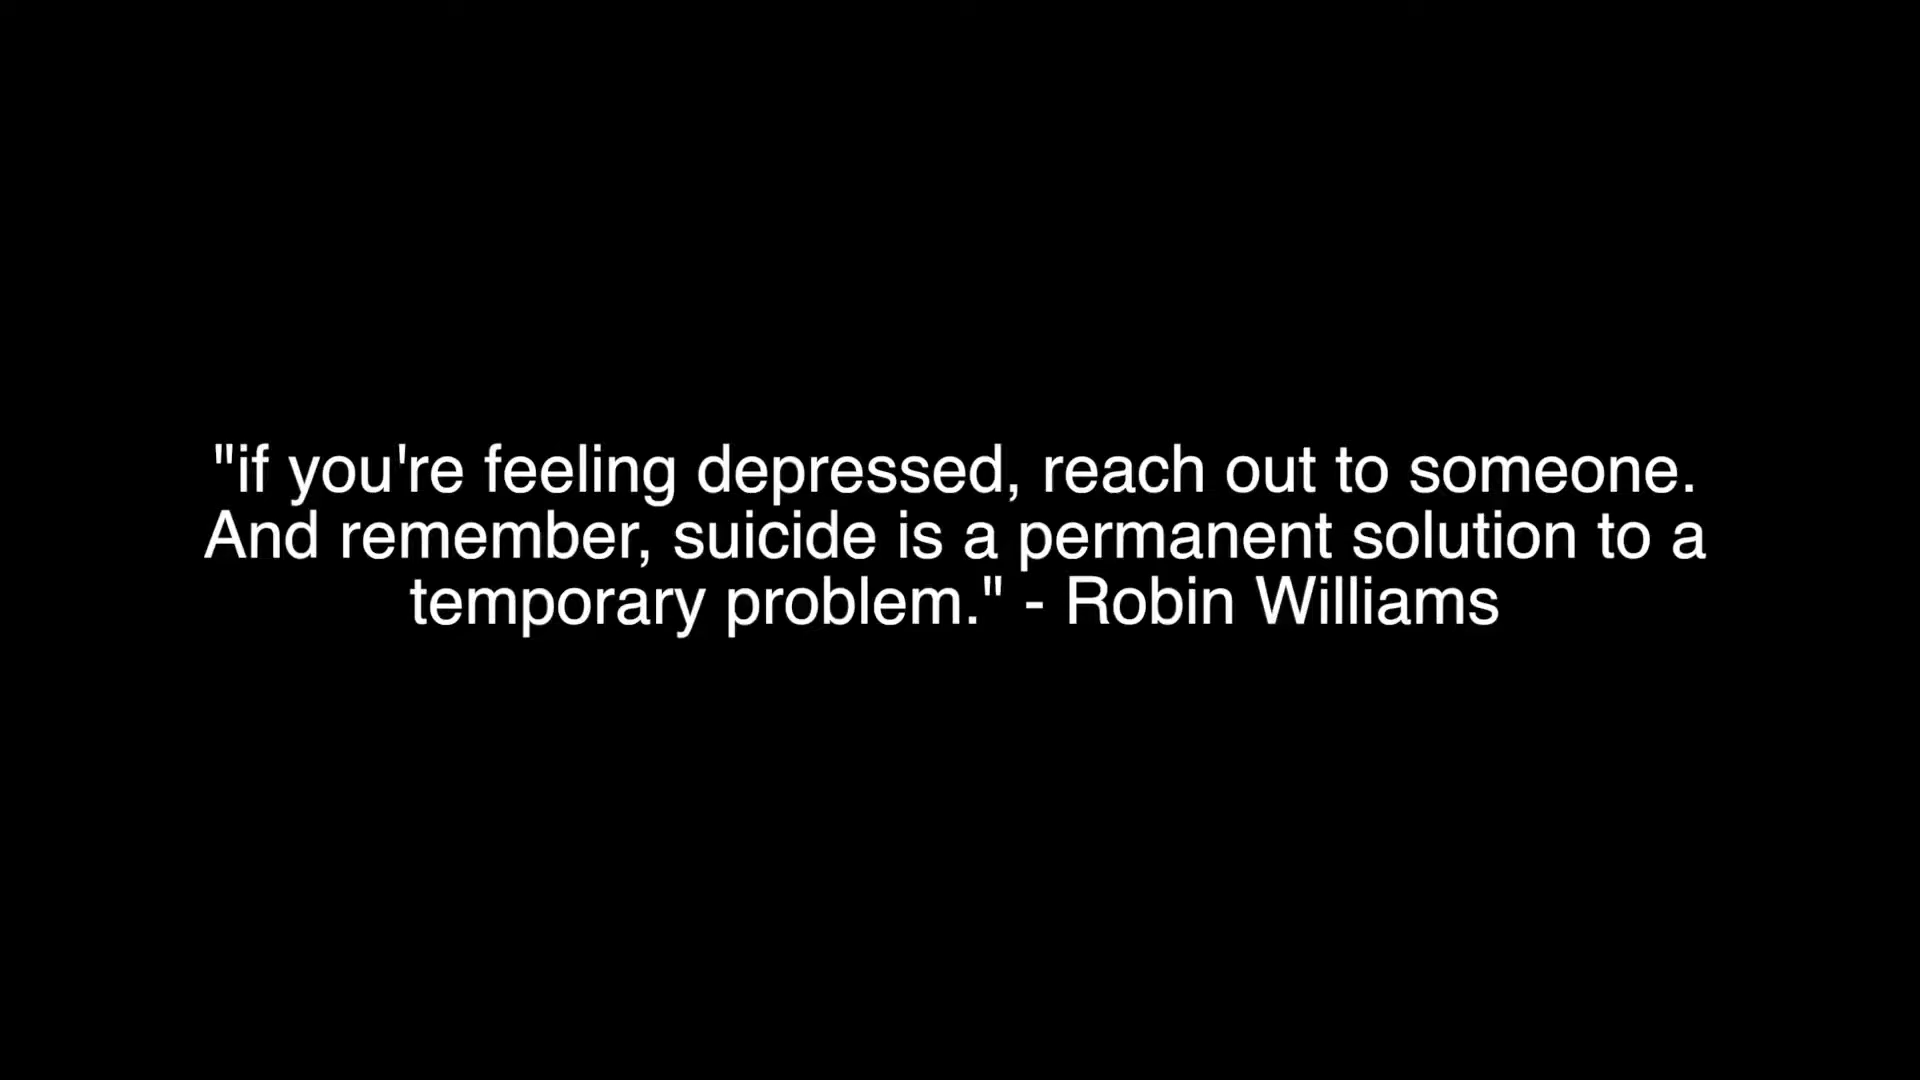 "if you're feeling depressed, reach out to someone.
And remember, suicide is a permanent solution to a
temporary problem." - Robin Williams